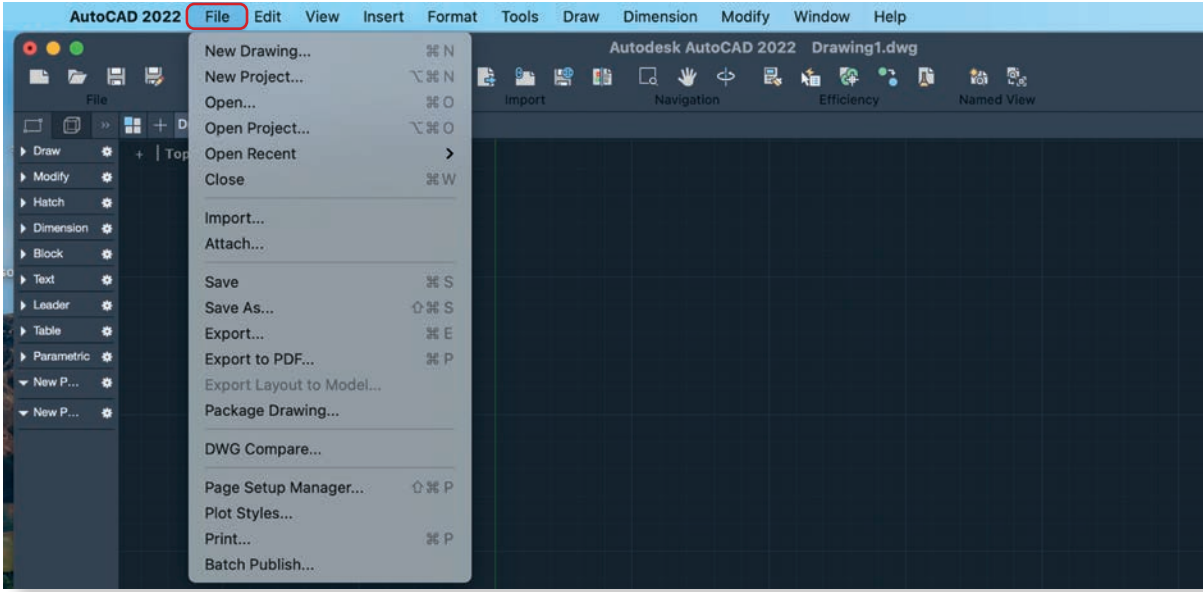 AutoCAD 2022 File Edit View Insert Format Tools Draw Dimension Modify Window Help
Autodesk AutoCAD 2022 Drawing1.dwg
File Import Navigation Efficiency Named View
D
+ | Top
Draw
Modify
Hatch
Dimension
Block
Text
Leader
Table
Parametric
New P...
New P...
New Drawing... ⌘ N
New Project... ⌥ ⌘ N
Open... ⌘ O
Open Project... ⌥ ⌘ O
Open Recent >
Close ⌘ W
Import...
Attach...
Save ⌘ S
Save As... ⇧ ⌘ S
Export... ⌘ E
Export to PDF... ⌘ P
Export Layout to Model...
Package Drawing...
DWG Compare...
Page Setup Manager... ⇧ ⌘ P
Plot Styles...
Print... ⌘ P
Batch Publish...